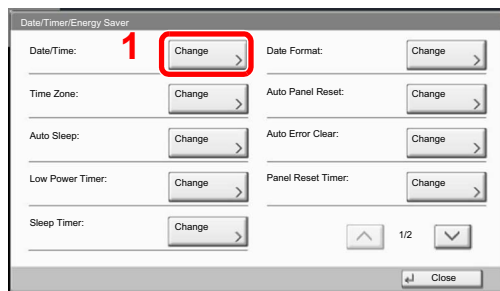 Date/Timer/Energy Saver
Date/Time: 1 Change Date Format: Change
Time Zone: Change Auto Panel Reset: Change
Auto Sleep: Change Auto Error Clear: Change
Low Power Timer: Change Panel Reset Timer: Change
Sleep Timer: Change 1/2
Close